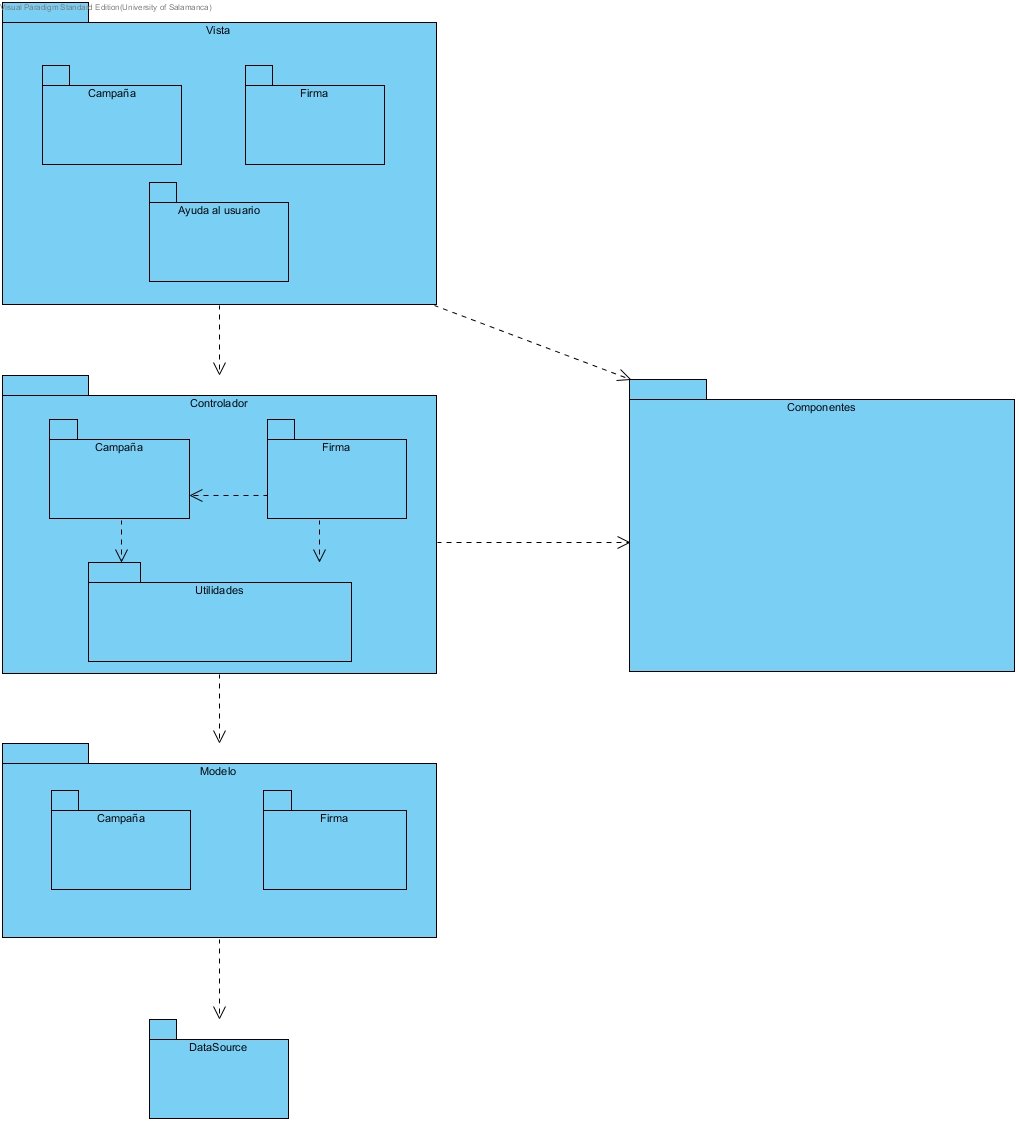 Visual Paradigm Standard Edition(University of Salamanca)
Vista
Campaña
Firma
Ayuda al usuario
Controlador
Campaña
Firma
Utilidades
Componentes
Modelo
Campaña
Firma
DataSource